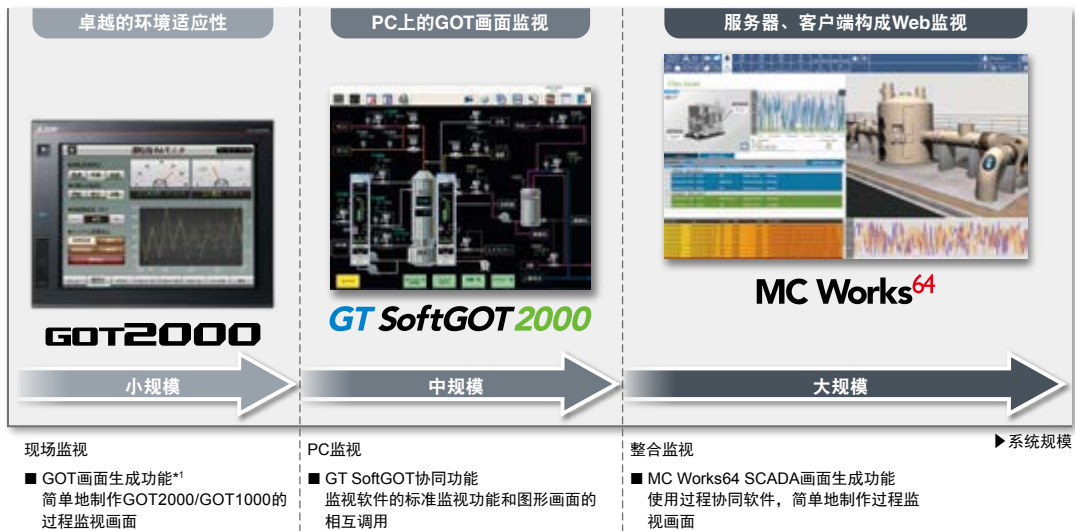 卓越的环境适应性
PC上的GOT画面监视
服务器、客户端构成Web监视
GOT2000
GT SoftGOT2000
MC Works64
小规模
中规模
大规模
▶系统规模
现场监视
■ GOT画面生成功能*1
简单地制作GOT2000/GOT1000的
过程监视画面
PC监视
■ GT SoftGOT协同功能
监视软件的标准监视功能和图形画面的
相互调用
整合监视
■ MC Works64 SCADA画面生成功能
使用过程协同软件，简单地制作过程监
视画面